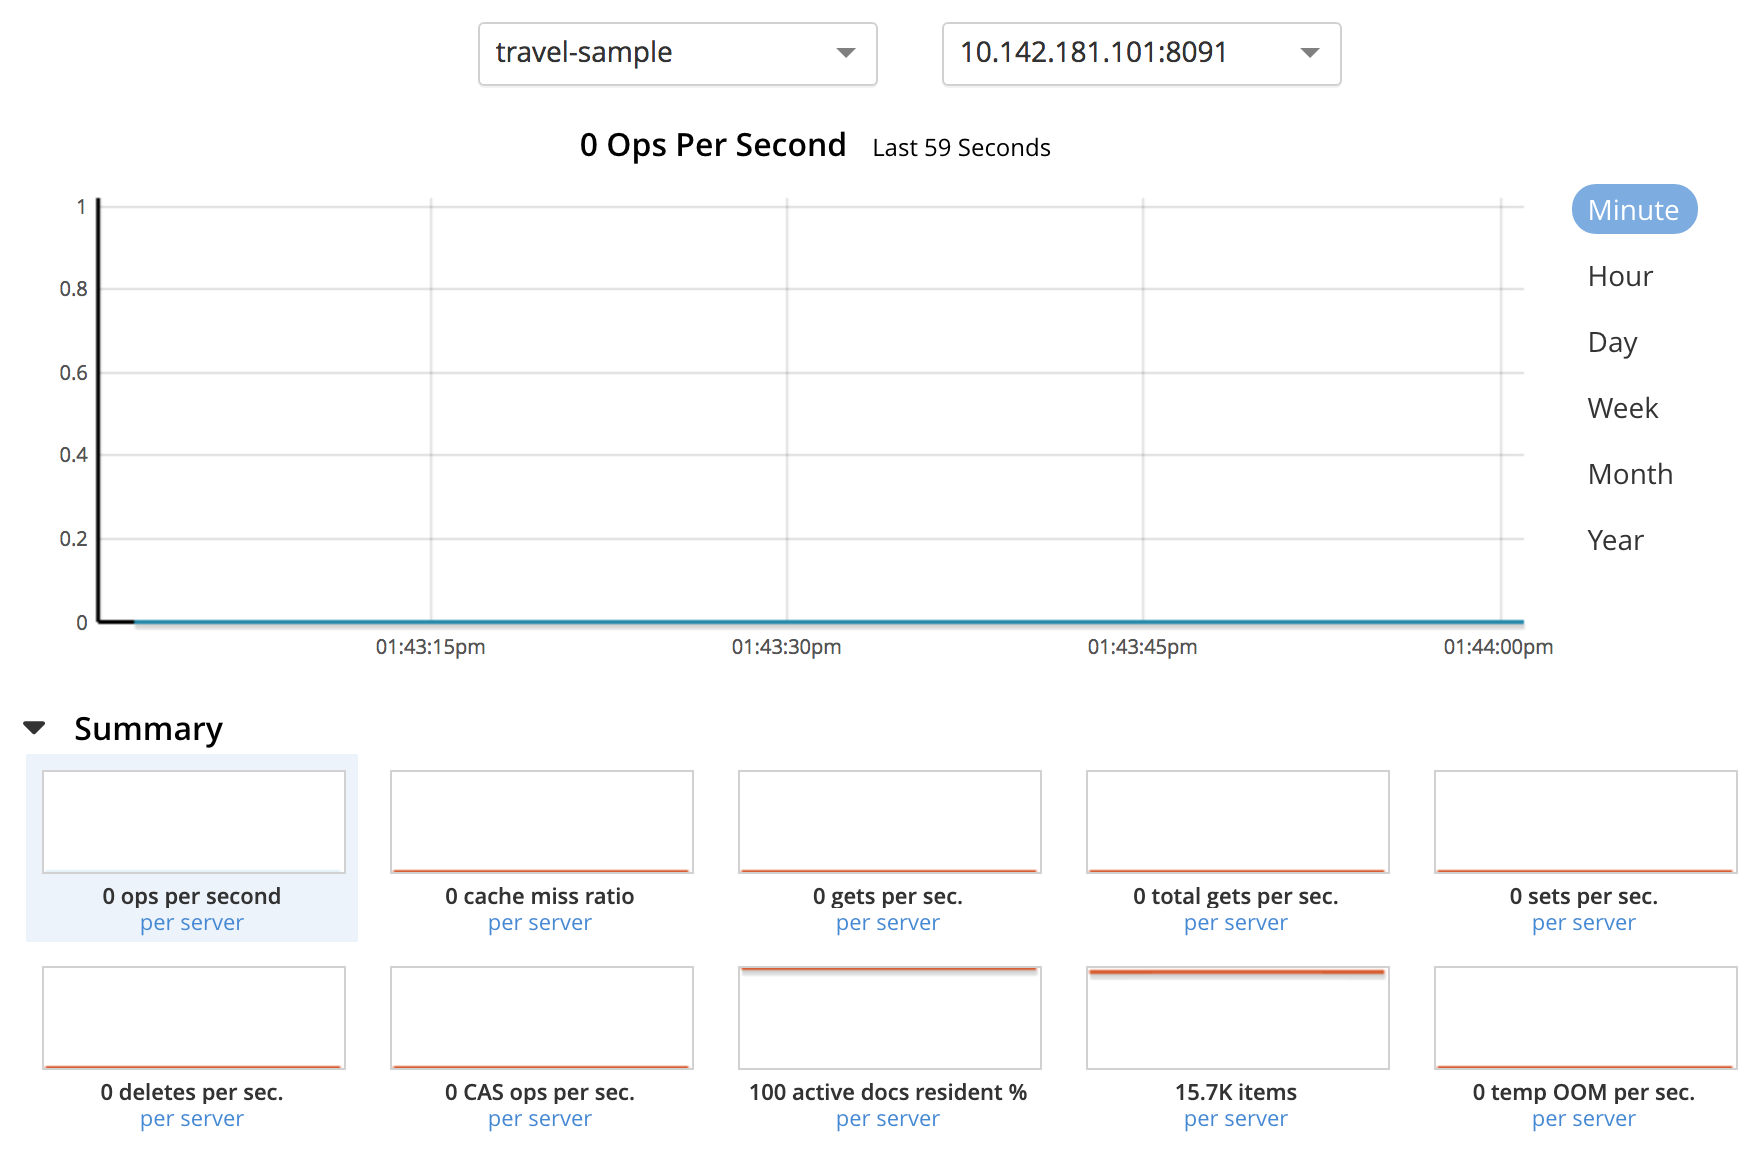 travel-sample 10.142.181.101:8091
0 Ops Per Second Last 59 Seconds
1
0.8
0.6
0.4
0.2
0
01:43:15pm 01:43:30pm 01:43:45pm 01:44:00pm
Minute
Hour
Day
Week
Month
Year
Summary
0 ops per second
per server
0 cache miss ratio
per server
0 gets per sec.
per server
0 total gets per sec.
per server
0 sets per sec.
per server
0 deletes per sec.
per server
0 CAS ops per sec.
per server
100 active docs resident %
per server
15.7K items
per server
0 temp OOM per sec.
per server